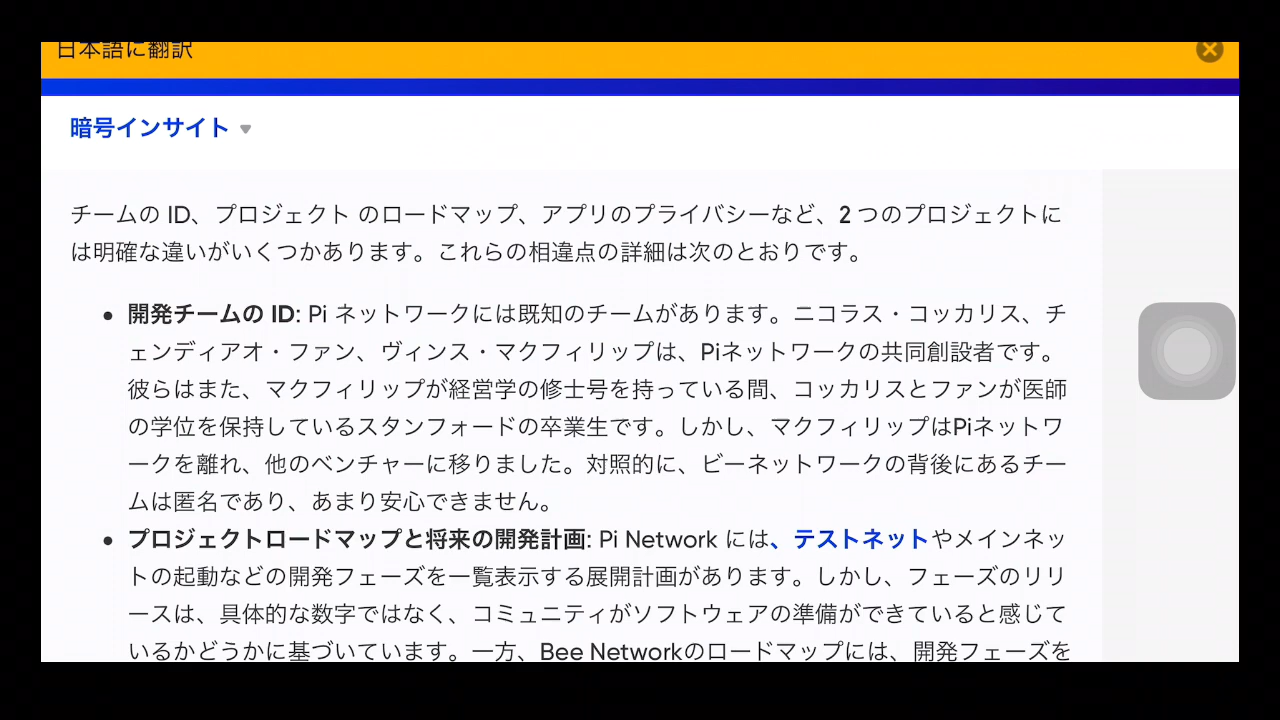 日本語に翻訳
暗号インサイト
チームの ID、プロジェクト のロードマップ、アプリのプライバシーなど、2 つのプロジェクトに
は明確な違いがいくつかあります。これらの相違点の詳細は次のとおりです。
開発チームの ID: Pi ネットワークには既知のチームがあります。ニコラス・コッカリス、チ
ェンディアオ・ファン、ヴィンス・マクフィリップは、Piネットワークの共同創設者です。
彼らはまた、マクフィリップが経営学の修士号を持っている間、コッカリスとファンが医師
の学位を保持しているスタンフォードの卒業生です。しかし、マクフィリップはPiネットワ
ークを離れ、他のベンチャーに移りました。対照的に、ビーネットワークの背後にあるチー
ムは匿名であり、あまり安心できません。
プロジェクトロードマップと将来の開発計画: Pi Network には、テストネットやメインネッ
トの起動などの開発フェーズを一覧表示する展開計画があります。しかし、フェーズのリリ
ースは、具体的な数字ではなく、コミュニティがソフトウェアの準備ができていると感じて
いるかどうかに基づいています。一方、Bee Networkのロードマップには、開発フェーズを